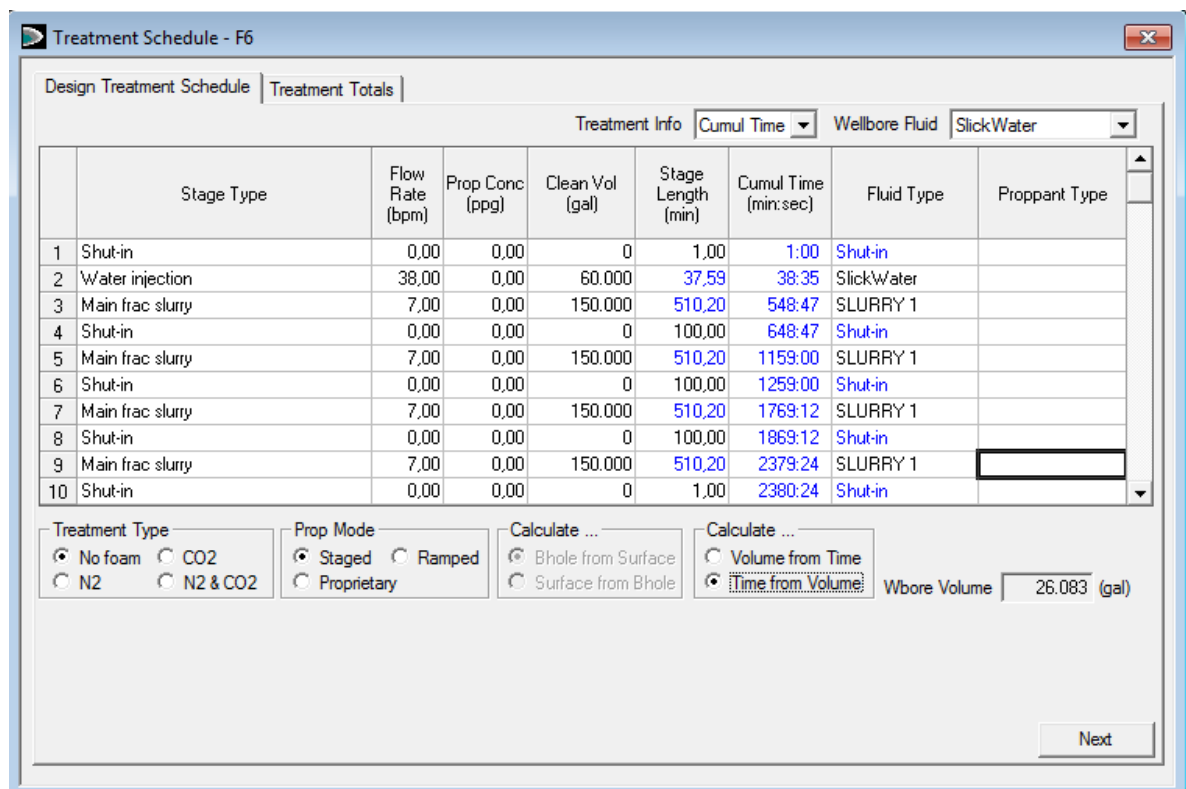 Treatment Schedule - F6
Design Treatment Schedule Treatment Totals
Treatment Info Cumul Time Wellbore Fluid SlickWater
Stage Type Flow Rate (bpm) Prop Conc (ppg) Clean Vol (gal) Stage Length (min) Cumul Time (min:sec) Fluid Type Proppant Type
1 Shut-in 0,00 0,00 0 1,00 1:00 Shut-in
2 Water injection 38,00 0,00 60.000 37,59 38:35 SlickWater
3 Main frac slurry 7,00 0,00 150.000 510,20 548:47 SLURRY 1
4 Shut-in 0,00 0,00 0 100,00 648:47 Shut-in
5 Main frac slurry 7,00 0,00 150.000 510,20 1159:00 SLURRY 1
6 Shut-in 0,00 0,00 0 100,00 1259:00 Shut-in
7 Main frac slurry 7,00 0,00 150.000 510,20 1769:12 SLURRY 1
8 Shut-in 0,00 0,00 0 100,00 1869:12 Shut-in
9 Main frac slurry 7,00 0,00 150.000 510,20 2379:24 SLURRY 1
10 Shut-in 0,00 0,00 0 1,00 2380:24 Shut-in
Treatment Type Prop Mode Calculate ... Calculate ...
No foam CO2 Staged Ramped Bhole from Surface Volume from Time
N2 N2 & CO2 Proprietary Surface from Bhole Time from Volume Wbore Volume 26.083 (gal)
Next